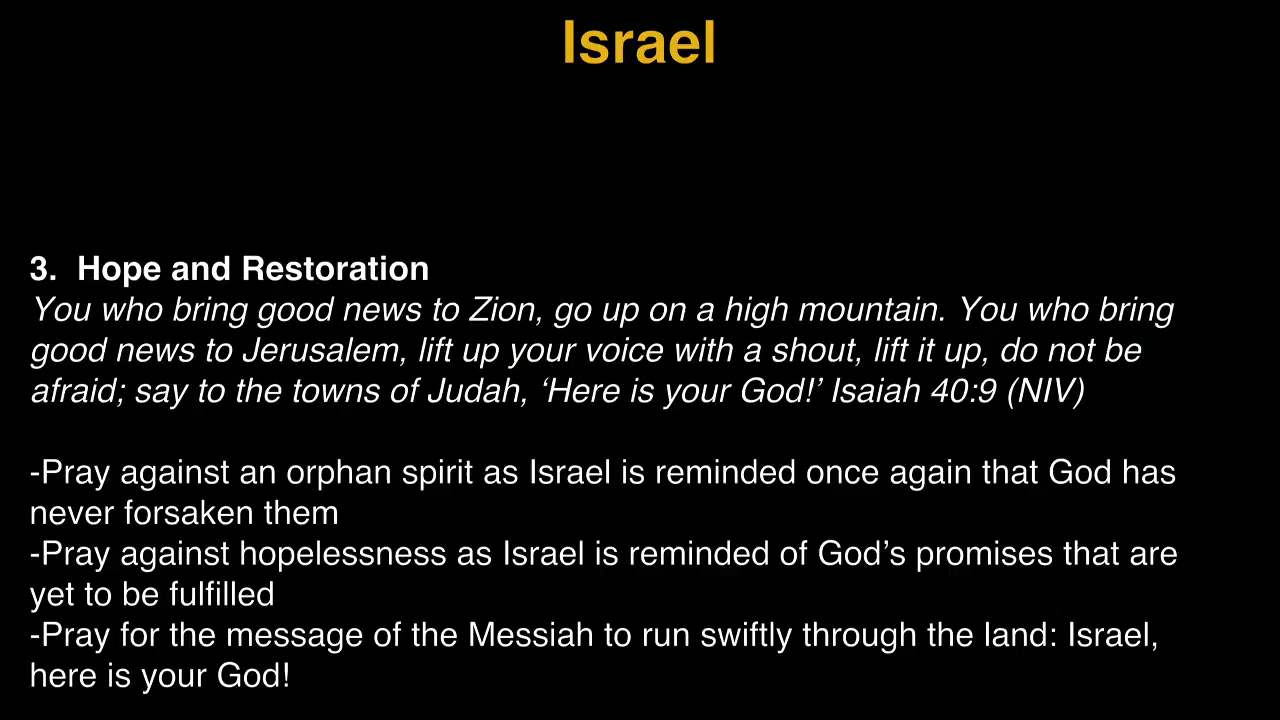 Israel
3. Hope and Restoration
You who bring good news to Zion, go up on a high mountain. You who bring
good news to Jerusalem, lift up your voice with a shout, lift it up, do not be
afraid; say to the towns of Judah, ‘Here is your God!’ Isaiah 40:9 (NIV)
-Pray against an orphan spirit as Israel is reminded once again that God has
never forsaken them
-Pray against hopelessness as Israel is reminded of God’s promises that are
yet to be fulfilled
-Pray for the message of the Messiah to run swiftly through the land: Israel,
here is your God!